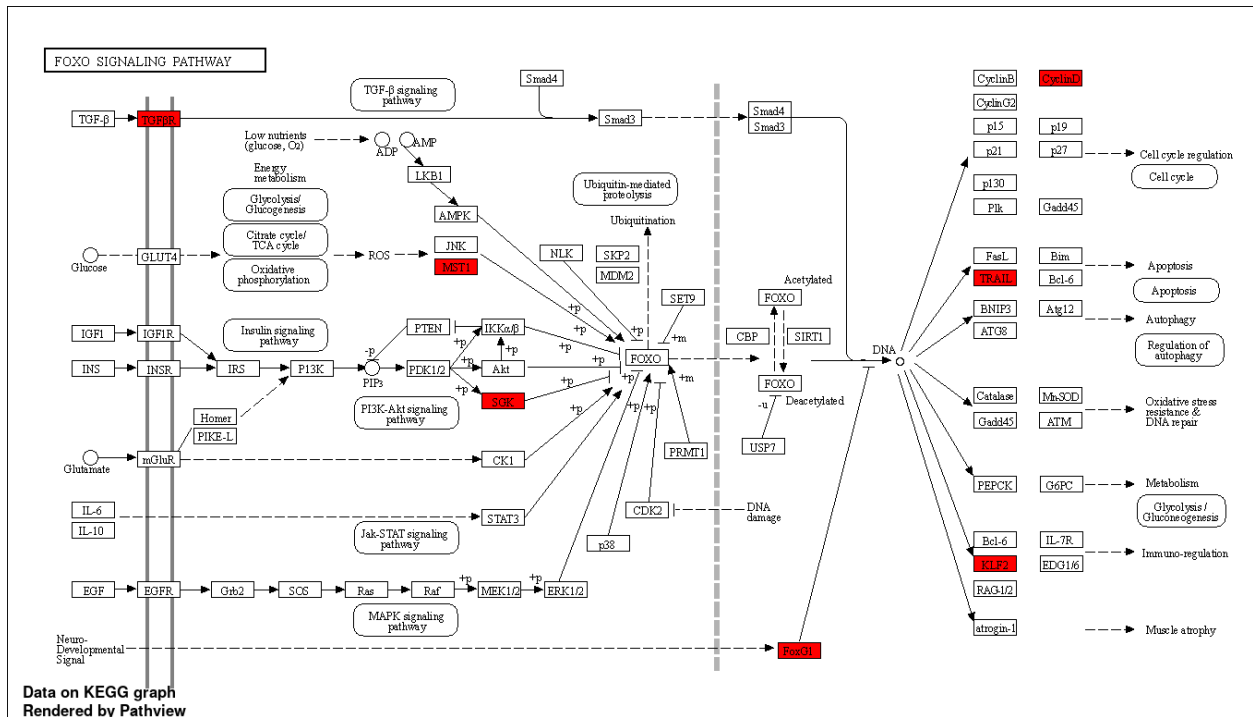 FOXO SIGNALING PATHWAY
TGF-β signaling
pathway
Smad4
Smad3
Smad4
Smad3
TGF-β
TGFβR
Low nutrients
(glucose, O2)
ADP
AMP
LKB1
AMPK
Energy
metabolism
Glycolysis/
Glucogenesis
Citrate cycle/
TCA cycle
Oxidative
phosphorylation
Glucose
GLUT4
ROS
JNK
MST1
Ubiquitin-mediated
proteolysis
Ubiquitination
NLK
SKP2
MDM2
SET9
+p
+p
+p
+m
IGF1
IGF1R
Insulin signaling
pathway
PTEN
IKKα/β
-p
+p
+p
INS
INSR
IRS
P13K
PIP3
PDK1/2
+p
Akt
+p
+p
SGK
+p
+p
+p
+p
+p
+m
FOXO
PI3K-Akt signaling
pathway
Homer
PIKE-L
Glutamate
mGluR
CK1
PRMT1
IL-6
IL-10
STAT3
Jak-STAT signaling
pathway
p38
CDK2
DNA
damage
EGF
EGFR
Grb2
SOS
Ras
Raf
+p
MEK1/2
+p
ERK1/2
MAPK signaling
pathway
Neuro-
Developmental
Signal
FoxG1
Acetylated
FOXO
CBP
SIRT1
FOXO
Deacetylated
-u
USP7
DNA
CyclinB
CyclinD
CyclinG2
p15
p19
p21
p27
p130
Plk
Gadd45
Cell cycle regulation
Cell cycle
FasL
Bim
TRAIL
Bcl-6
Apoptosis
Apoptosis
BNIP3
Atg12
ATG8
Autophagy
Regulation of
autophagy
Catalase
Mn-SOD
Gadd45
ATM
Oxidative stress
resistance &
DNA repair
PEPCK
G6PC
Metabolism
Glycolysis /
Gluconeogenesis
Bcl-6
IL-7R
KLF2
EDG1/6
RAG-1/2
Immuno-regulation
atrogin-1
Muscle atrophy
Data on KEGG graph
Rendered by Pathview